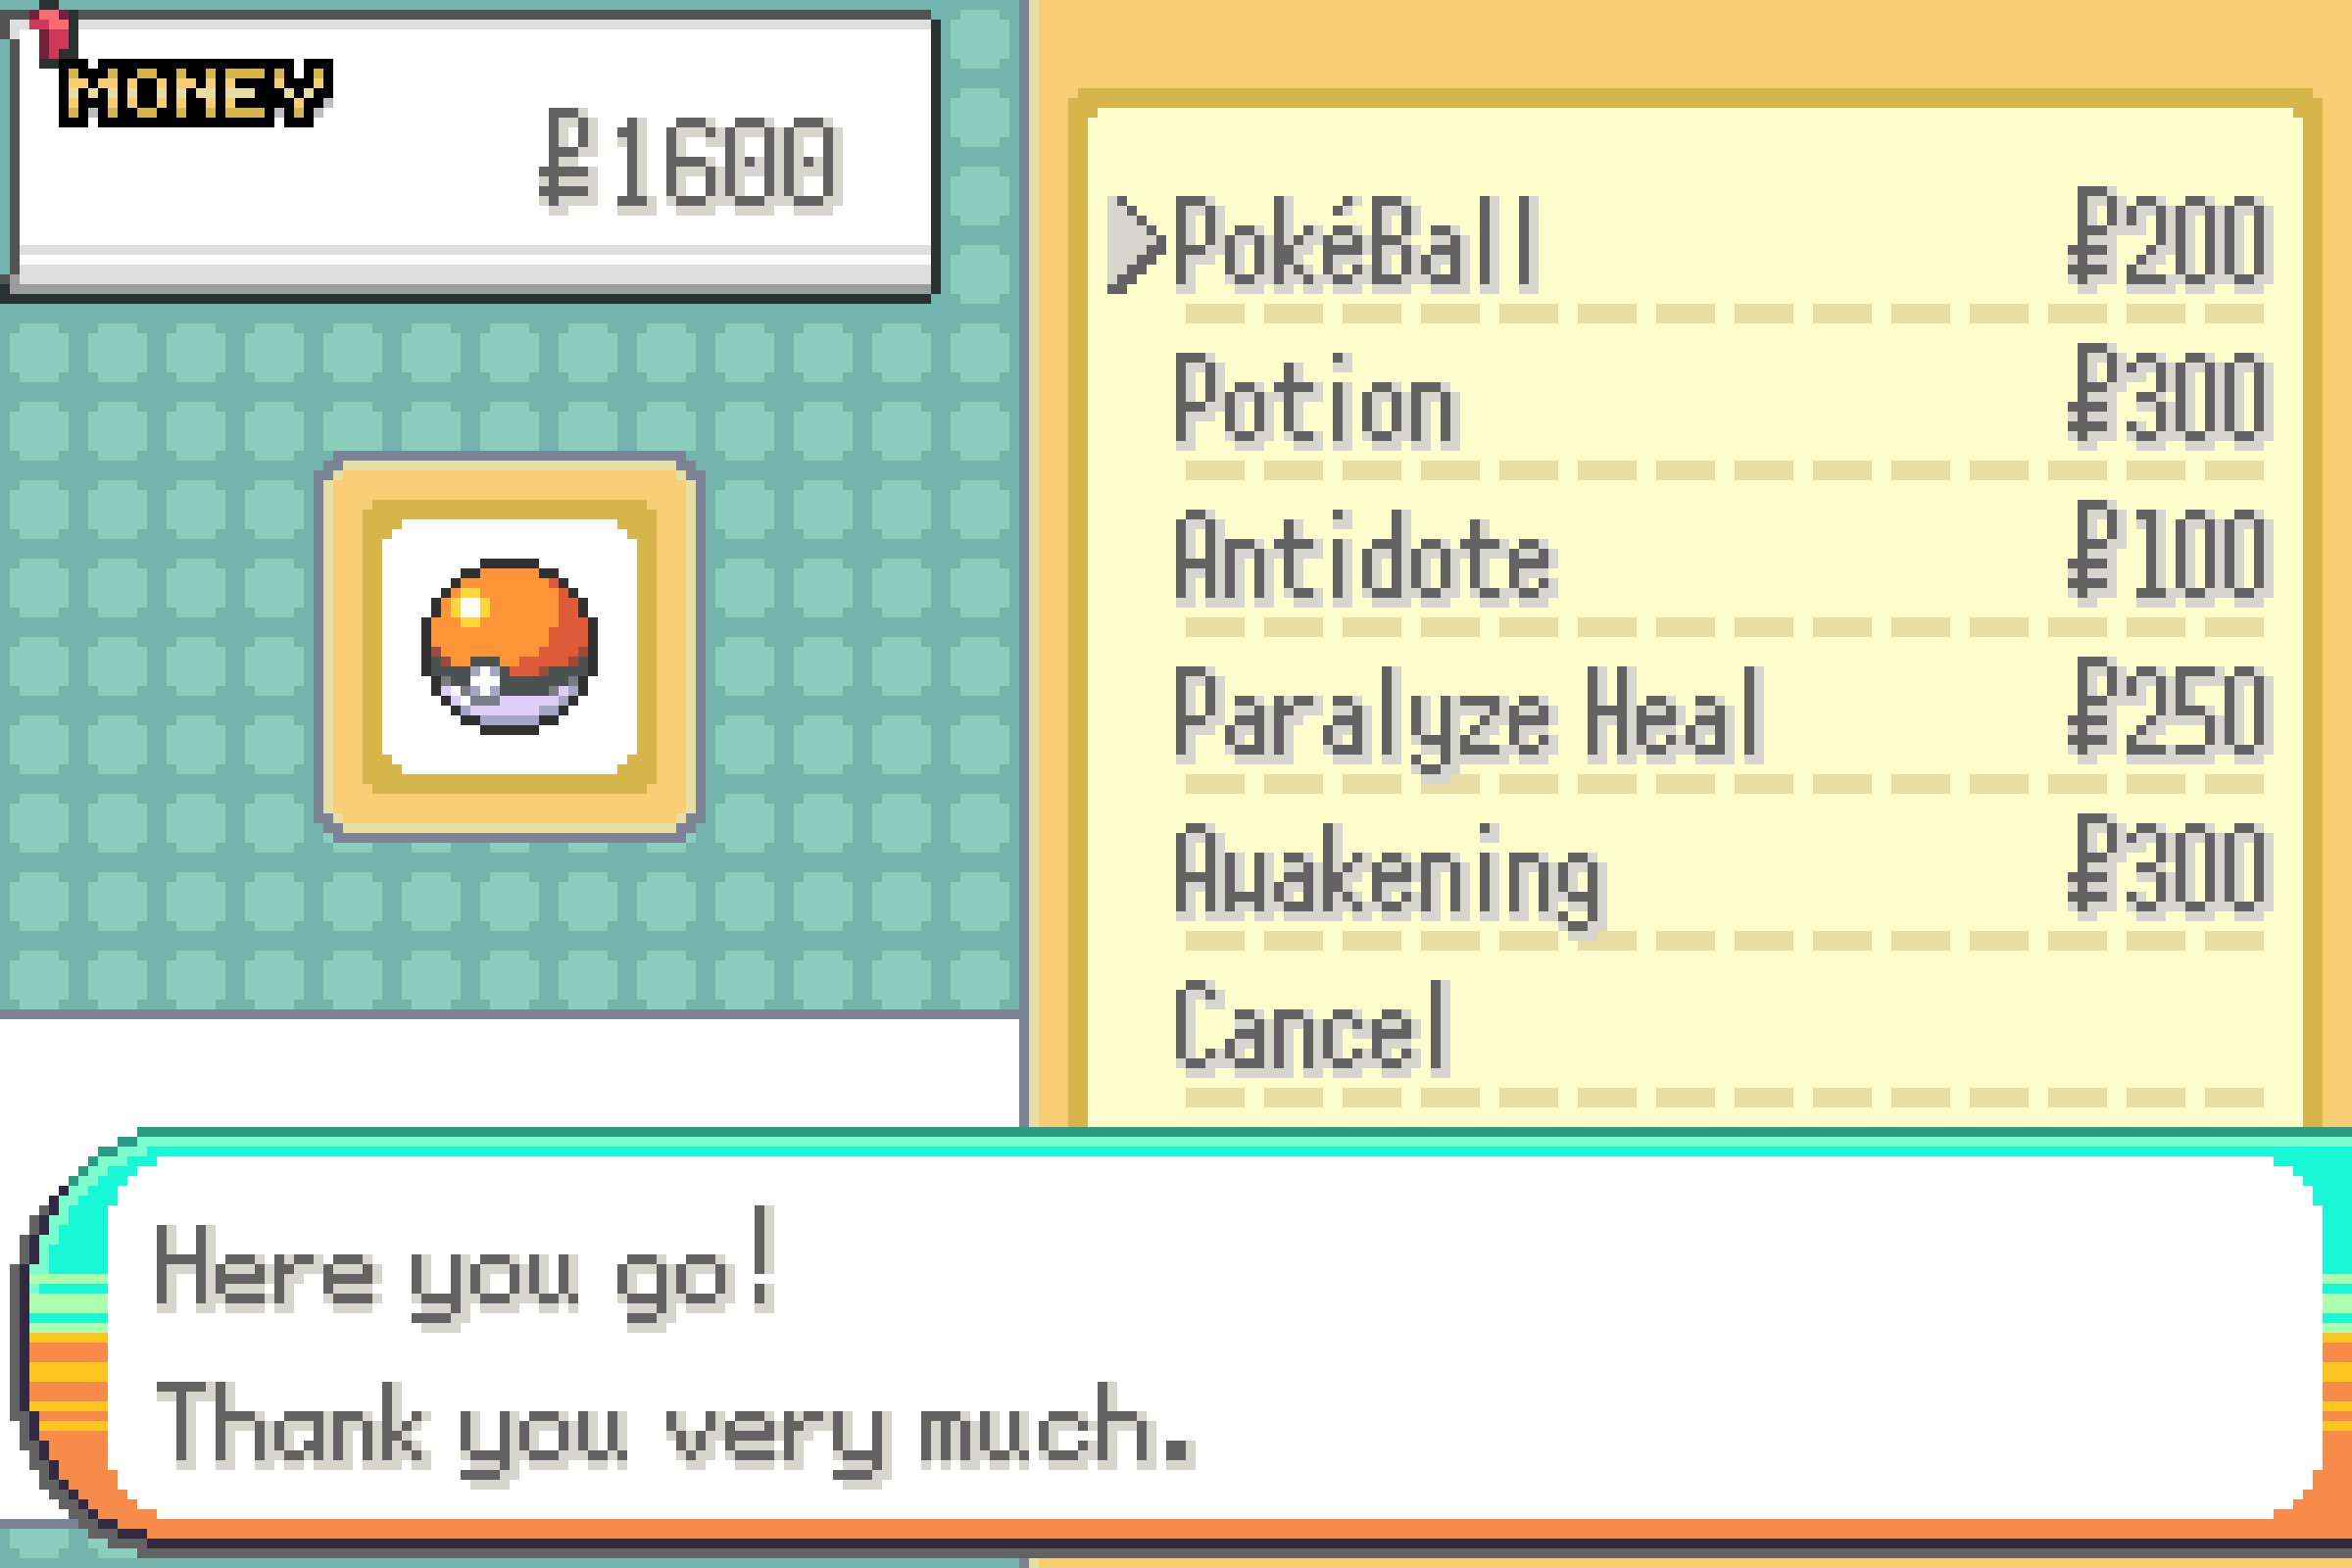 MONEY
₽1600
PokéBall ₽200
Potion ₽300
Antidote ₽100
Paralyze Heal ₽250
Awakening ₽300
Cancel
Here you go!
Thank you very much.